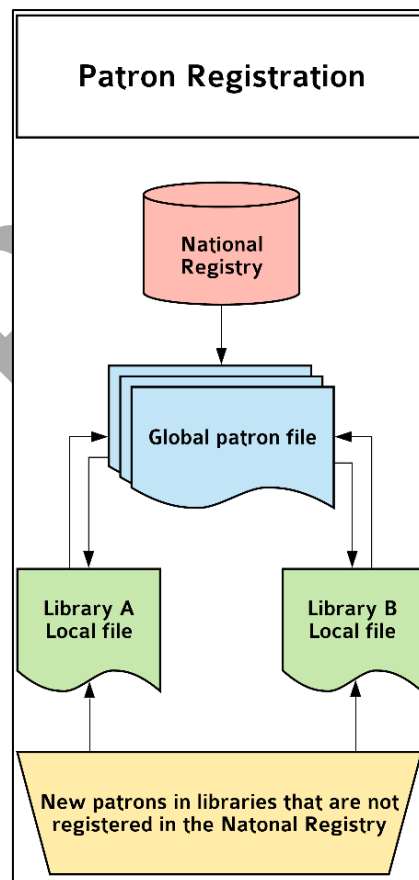 Patron Registration
National
Registry
Global patron file
Library A
Local file
Library B
Local file
New patrons in libraries that are not
registered in the Natonal Registry